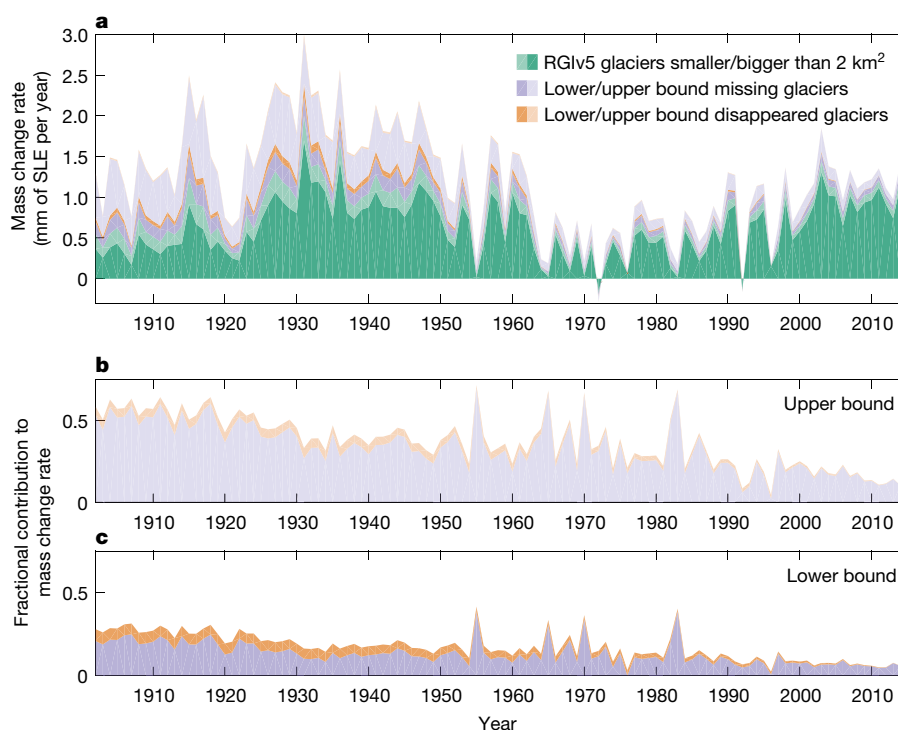 a
Mass change rate
(mm of SLE per year)
3.0
2.5
2.0
1.5
1.0
0.5
0
RGIv5 glaciers smaller/bigger than 2 km²
Lower/upper bound missing glaciers
Lower/upper bound disappeared glaciers
1910 1920 1930 1940 1950 1960 1970 1980 1990 2000 2010
b
Fractional contribution to
mass change rate
0.5
0
Upper bound
1910 1920 1930 1940 1950 1960 1970 1980 1990 2000 2010
c
0.5
0
Lower bound
1910 1920 1930 1940 1950 1960 1970 1980 1990 2000 2010
Year